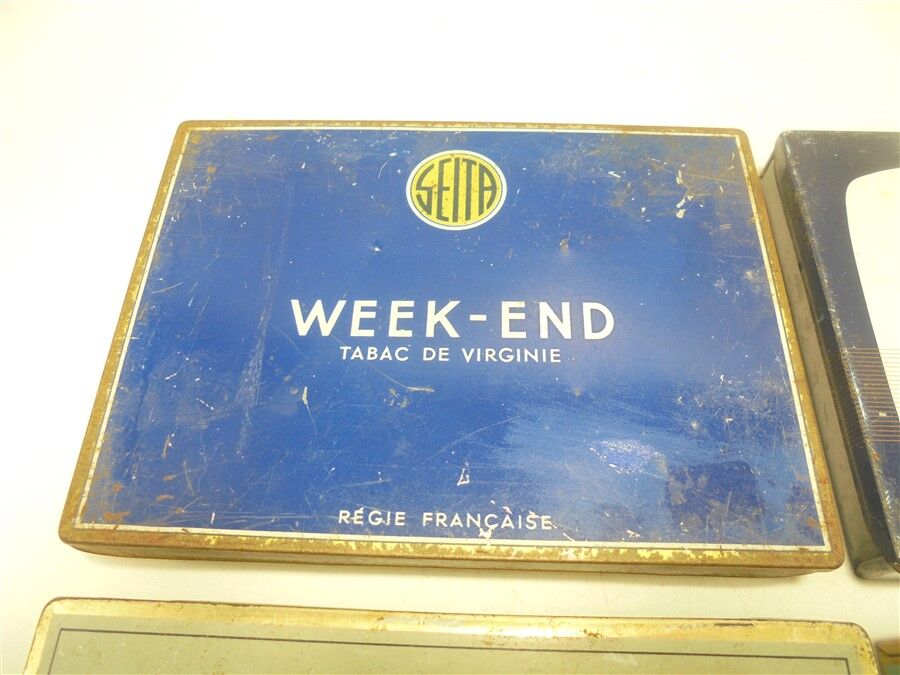 SEITA
WEEK-END
TABAC DE VIRGINIE
RÉGIE FRANÇAISE